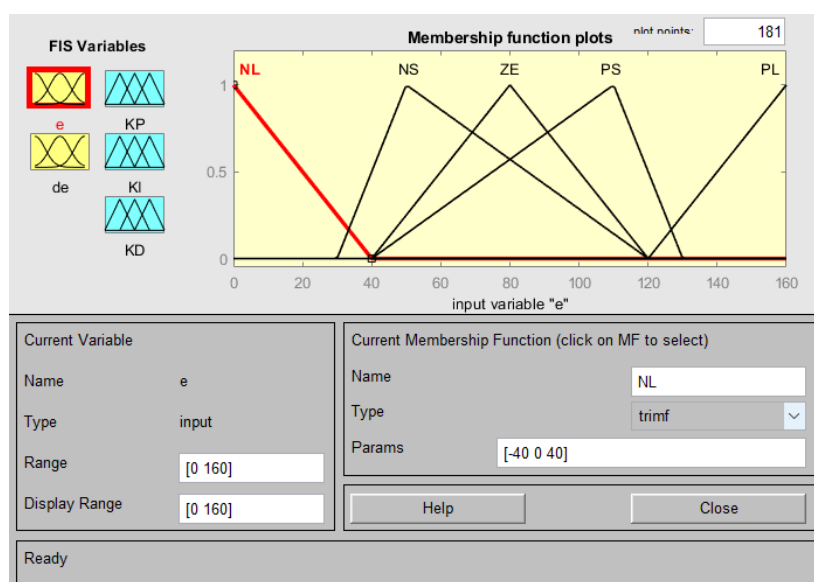 FIS Variables
e
KP
de
KI
KD
Membership function plots
plot points:
181
NL
NS
ZE
PS
PL
1
0.5
0
0
20
40
60
80
100
120
140
160
input variable "e"
Current Variable
Name
e
Type
input
Range
[0 160]
Display Range
[0 160]
Current Membership Function (click on MF to select)
Name
NL
Type
trimf
Params
[-40 0 40]
Help
Close
Ready